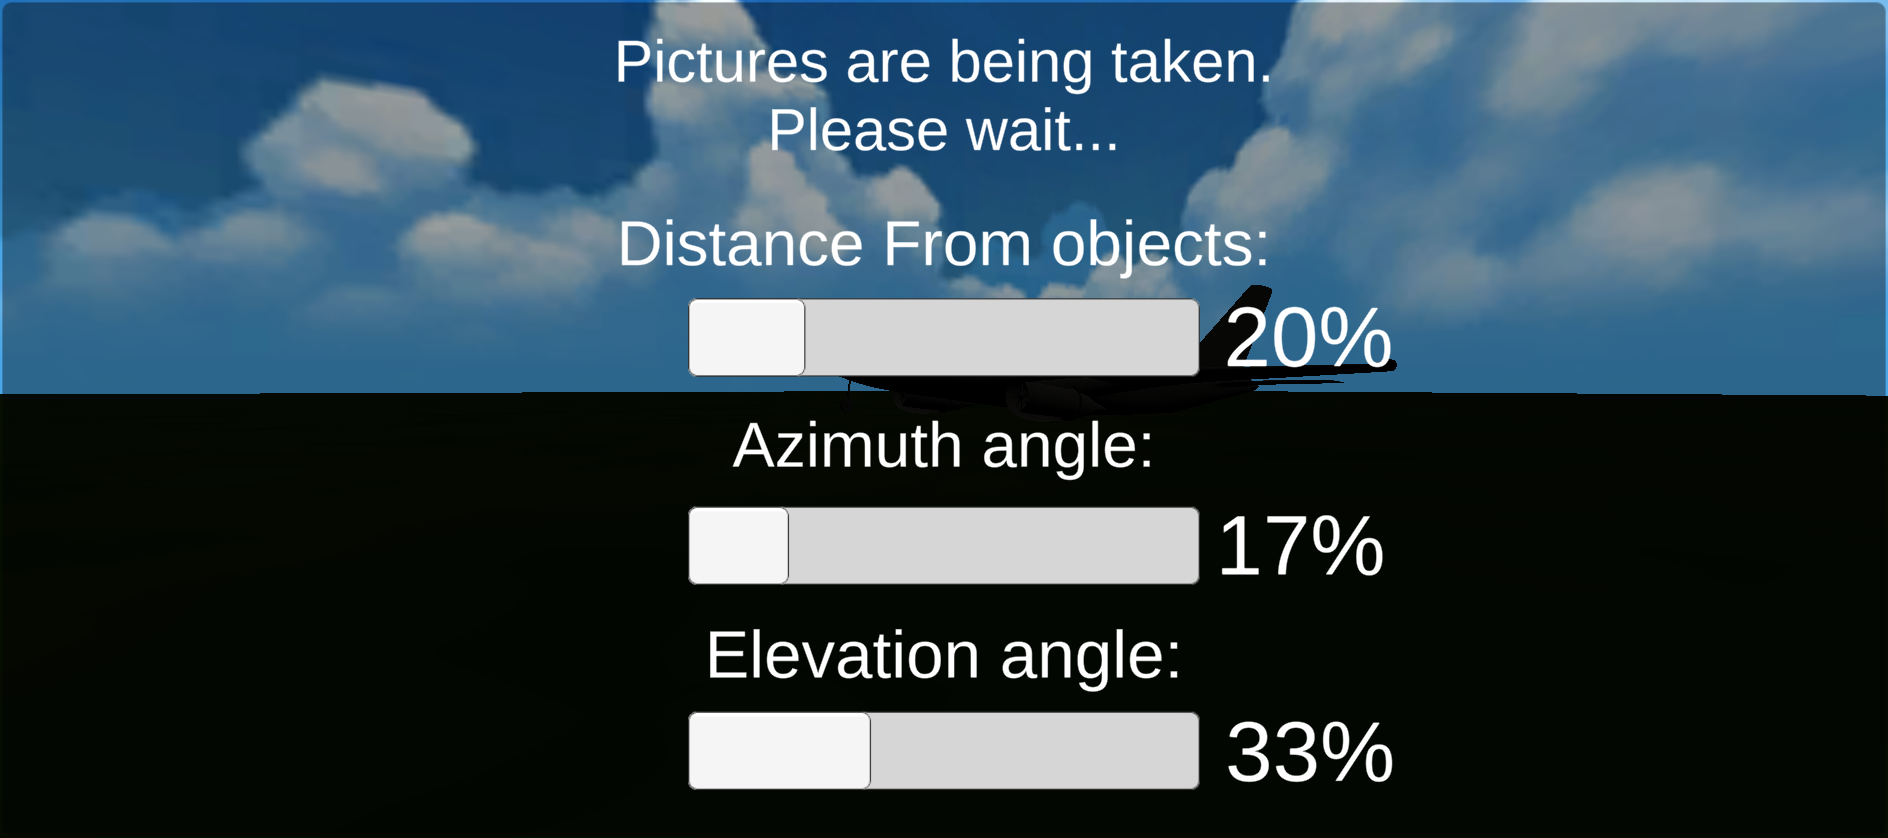 Pictures are being taken.
Please wait...
Distance From objects:
20%
Azimuth angle:
17%
Elevation angle:
33%